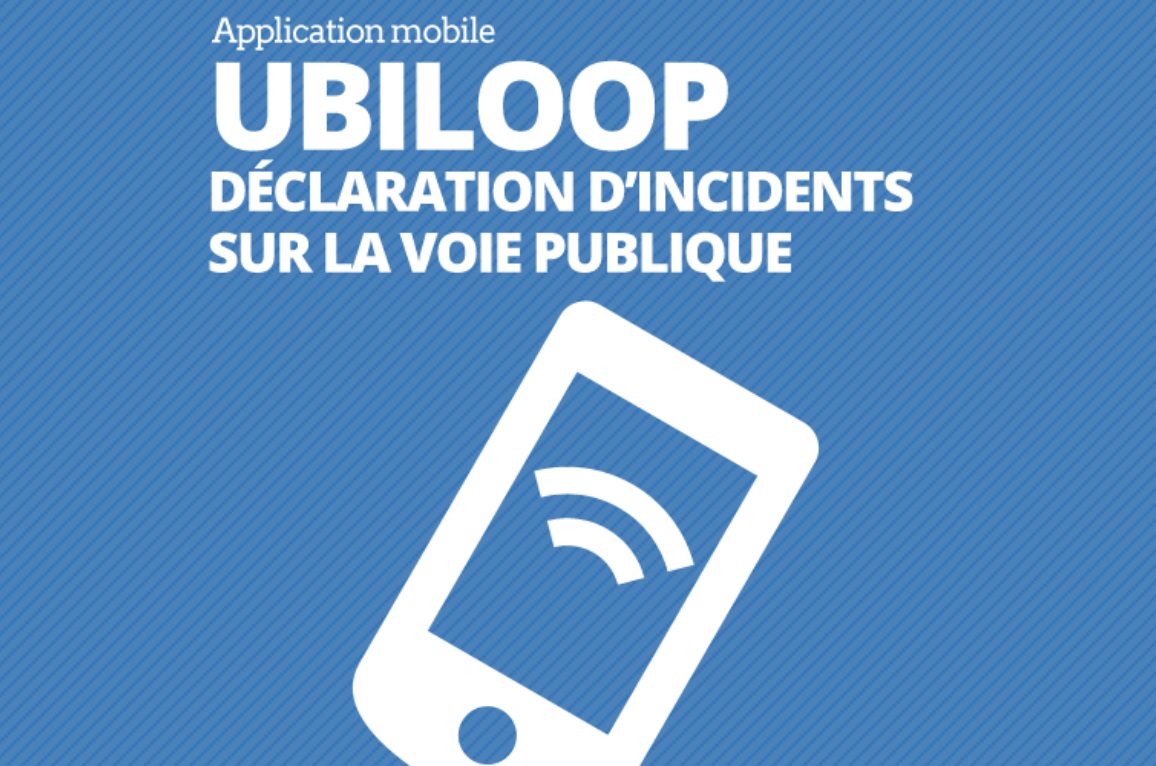 Application mobile
UBILOOP
DÉCLARATION D’INCIDENTS
SUR LA VOIE PUBLIQUE